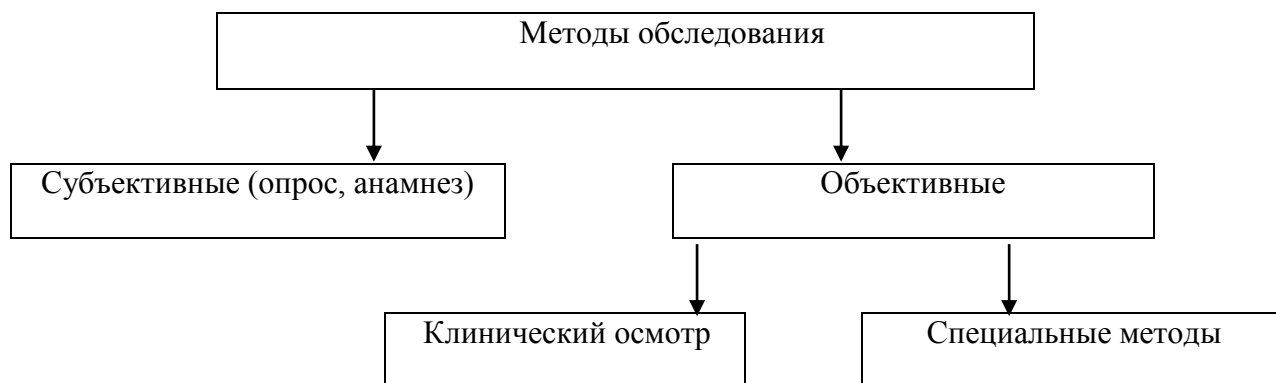 Методы обследования
Субъективные (опрос, анамнез)
Объективные
Клинический осмотр
Специальные методы